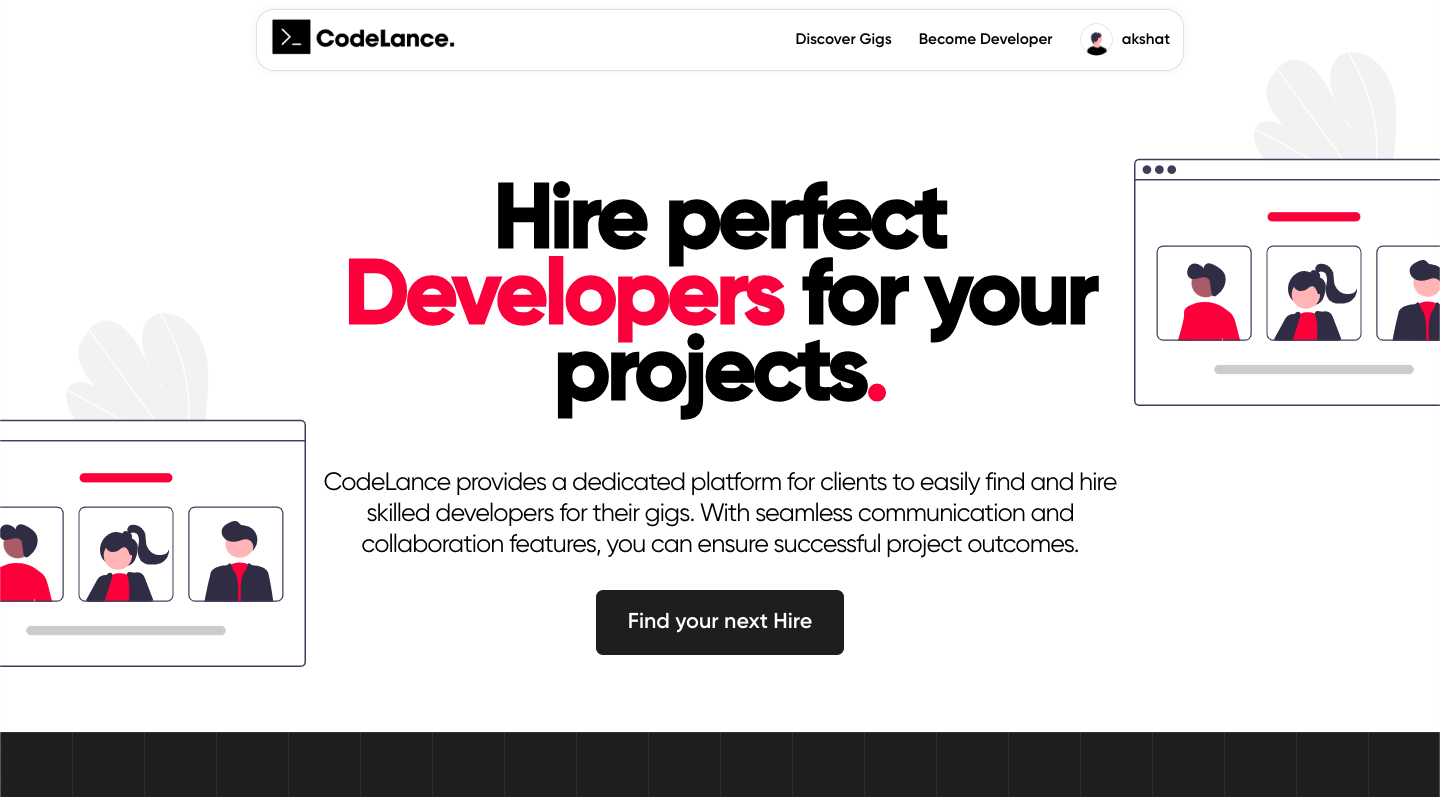 CodeLance.
Discover Gigs
Become Developer
akshat
Hire perfect
Developers for your
projects.
CodeLance provides a dedicated platform for clients to easily find and hire
skilled developers for their gigs. With seamless communication and
collaboration features, you can ensure successful project outcomes.
Find your next Hire